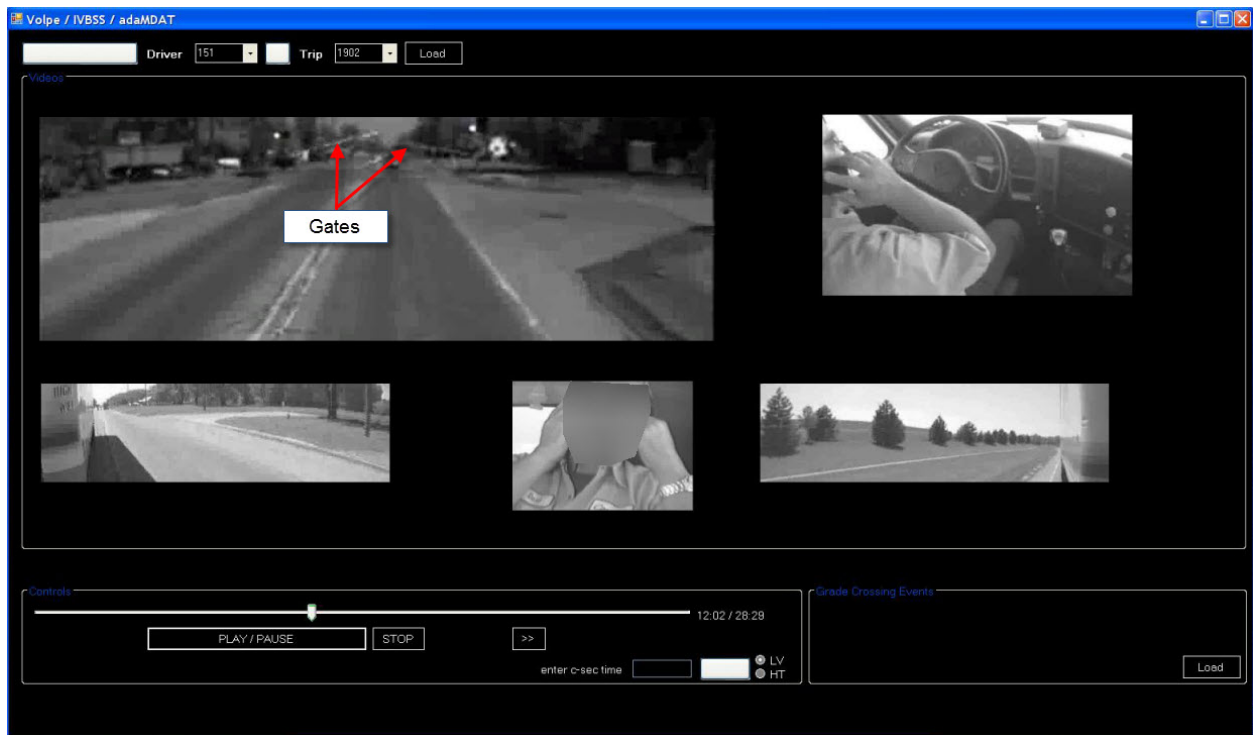 Volpe / IVBSS / adaMDAT
Driver 151 Trip 1902 Load
Videos
Gates
Controls
12:02 / 28:29
PLAY / PAUSE STOP >>
enter c-sec time LV
HT
Grade Crossing Events
Load